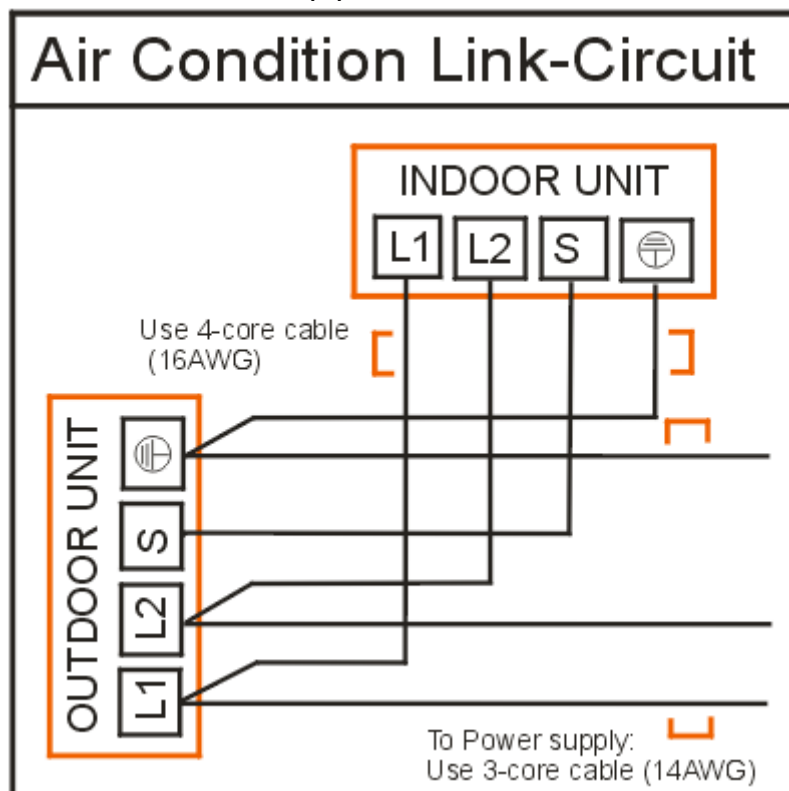 Air Condition Link-Circuit
INDOOR UNIT
L1 L2 S
Use 4-core cable
(16AWG)
OUTDOOR UNIT
S
L2
L1
To Power supply:
Use 3-core cable (14AWG)